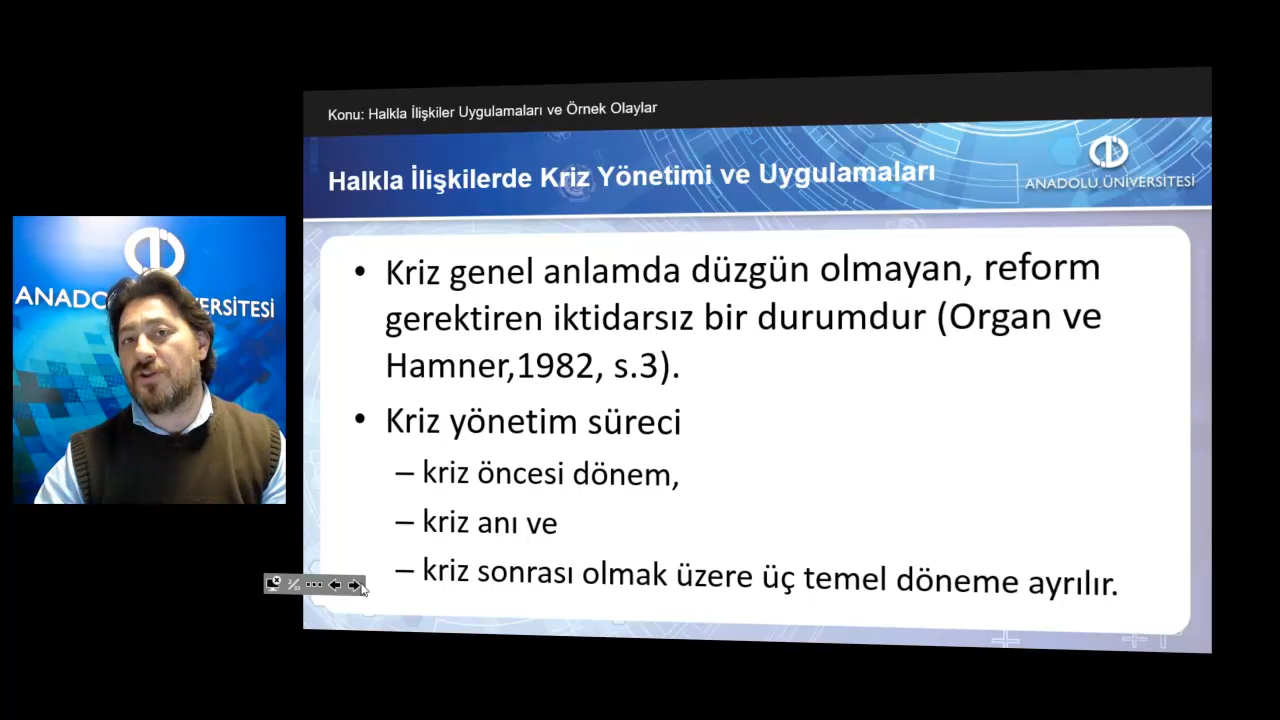 Konu: Halkla İlişkiler Uygulamaları ve Örnek Olaylar
Halkla İlişkilerde Kriz Yönetimi ve Uygulamaları
ANADOLU ÜNİVERSİTESİ
• Kriz genel anlamda düzgün olmayan, reform
gerektiren iktidarsız bir durumdur (Organ ve
Hamner,1982, s.3).
• Kriz yönetim süreci
– kriz öncesi dönem,
– kriz anı ve
– kriz sonrası olmak üzere üç temel döneme ayrılır.